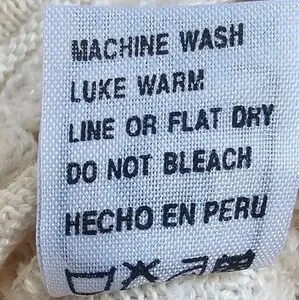 MACHINE WASH
LUKE WARM
LINE OR FLAT DRY
DO NOT BLEACH
HECHO EN PERU